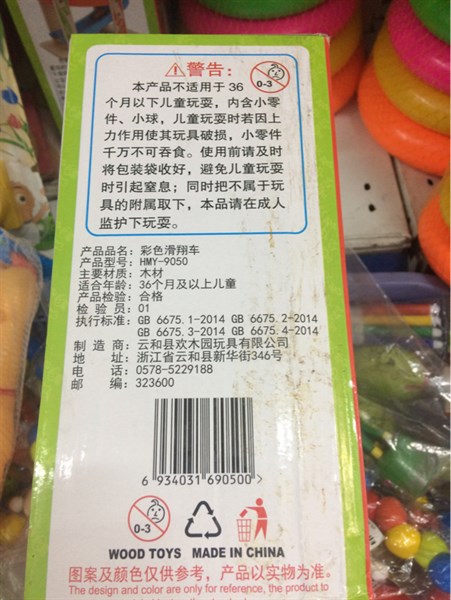 警告：
0-3
本产品不适用于 36
个月以下儿童玩耍，内含小零
件、小球，儿童玩耍时若因上
力作用使其玩具破损，小零件
千万不可吞食。使用前请及时
将包装袋收好，避免儿童玩耍
时引起窒息；同时把不属于玩
具的附属取下，本品请在成人
监护下玩耍。
产品品名：彩色滑翔车
产品型号：HMY-9050
主要材质：木材
适合年龄：36个月及以上儿童
产品检验：合格
检 验 员：01
执行标准：GB 6675.1-2014 GB 6675.2-2014
GB 6675.3-2014 GB 6675.4-2014
制 造 商：云和县欢木园玩具有限公司
地 址：浙江省云和县新华街346号
电 话：0578-5229188
邮 编：323600
6 934031 690500 >
0-3
WOOD TOYS MADE IN CHINA
图案及颜色仅供参考，产品以实物为准。
The design and color are only for reference, the product to